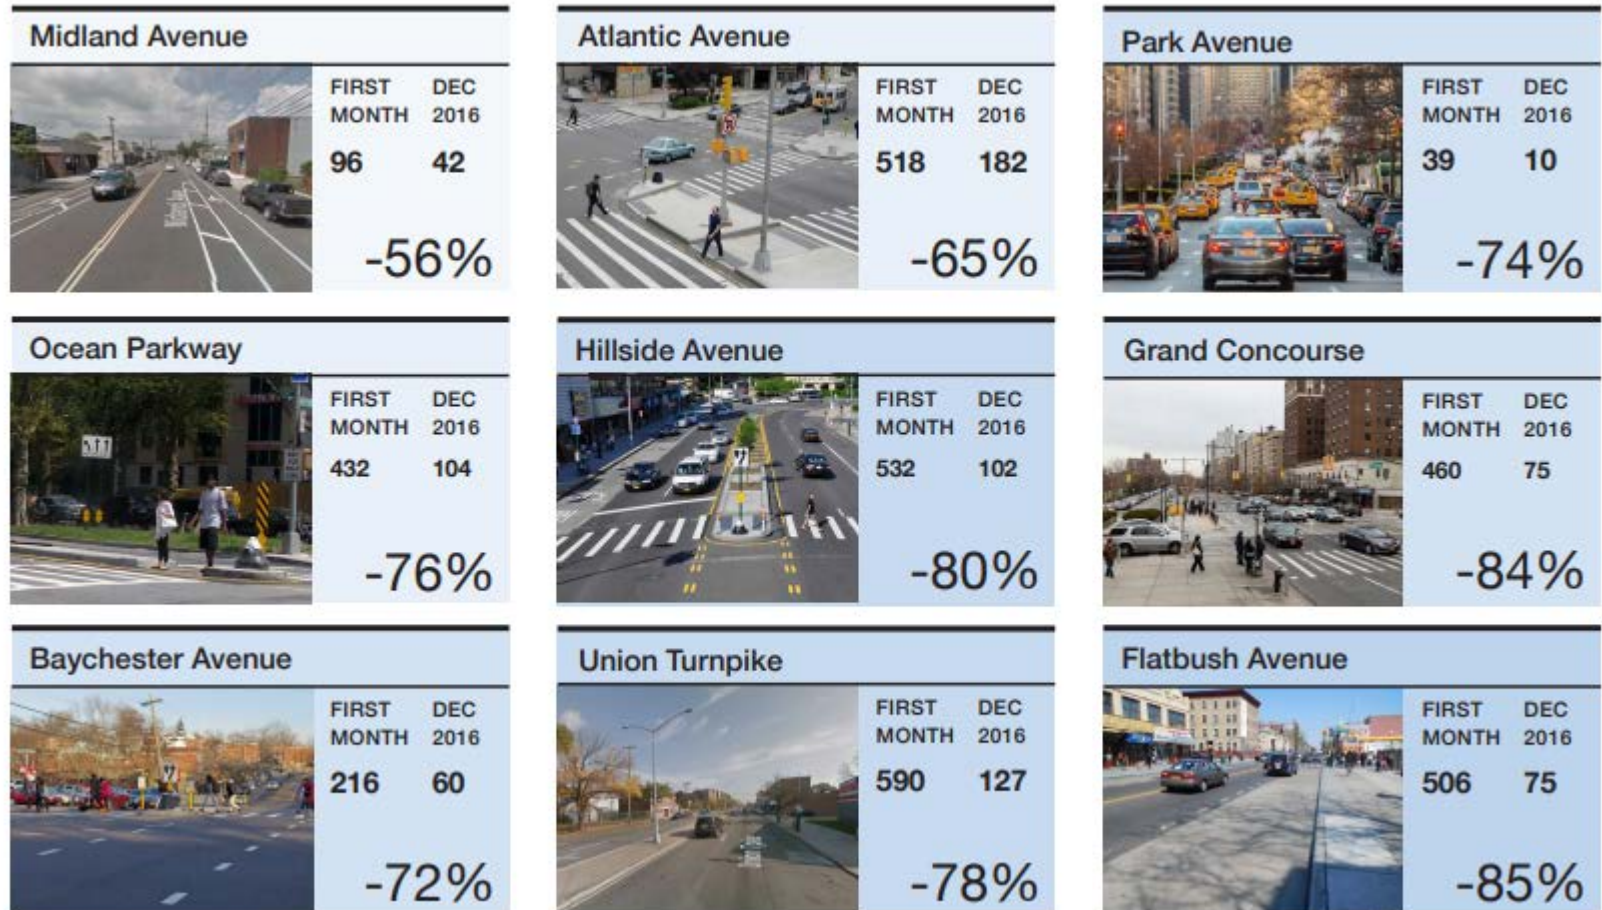 Midland Avenue
FIRST MONTH DEC 2016
96 42
-56%
Atlantic Avenue
FIRST MONTH DEC 2016
518 182
-65%
Park Avenue
FIRST MONTH DEC 2016
39 10
-74%
Ocean Parkway
FIRST MONTH DEC 2016
432 104
-76%
Hillside Avenue
FIRST MONTH DEC 2016
532 102
-80%
Grand Concourse
FIRST MONTH DEC 2016
460 75
-84%
Baychester Avenue
FIRST MONTH DEC 2016
216 60
-72%
Union Turnpike
FIRST MONTH DEC 2016
590 127
-78%
Flatbush Avenue
FIRST MONTH DEC 2016
506 75
-85%